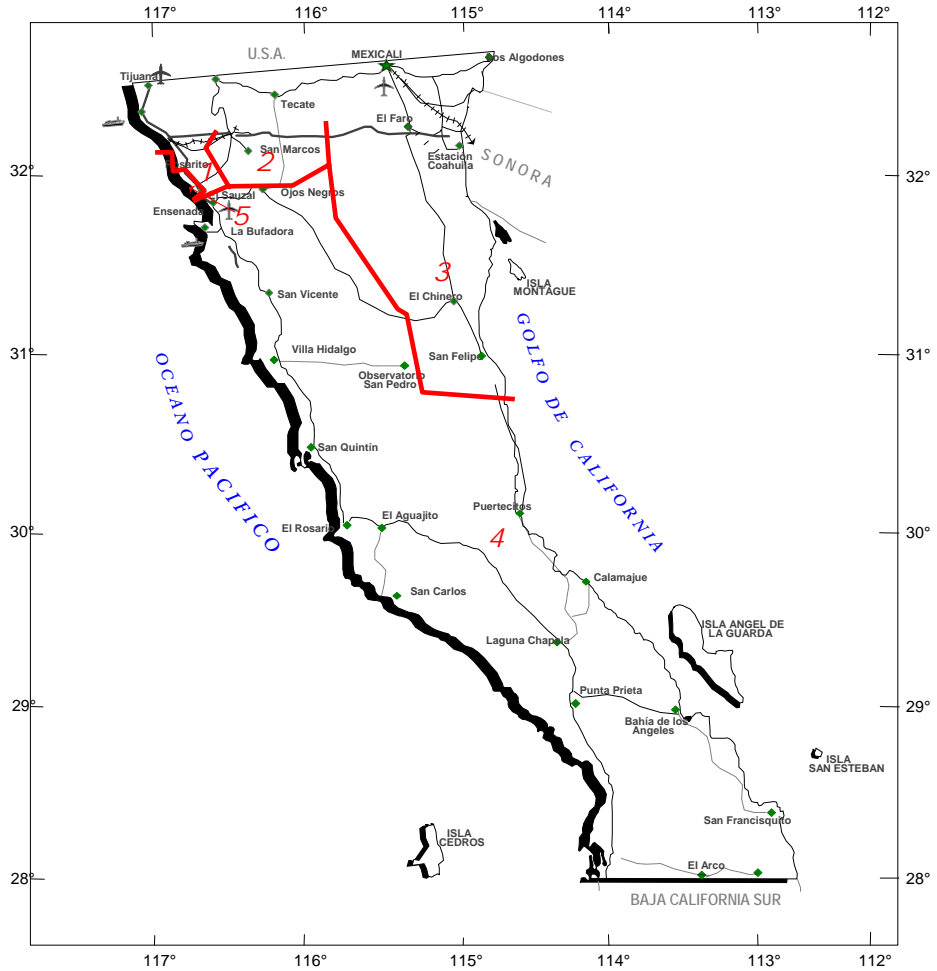 117° 116° 115° 114° 113° 112°
U.S.A.
MEXICALI
Los Algodones
Tijuana
Tecate
El Faro
San Marcos
Estación
Coahuila
SONORA
32° 32°
Rosarito
1
2
Ojos Negros
El Sauzal
Ensenada
5
La Bufadora
3
ISLA
MONTAGUE
San Vicente
El Chinero
GOLFO DE CALIFORNIA
31° 31°
Villa Hidalgo
San Felipe
Observatorio
San Pedro
OCEANO PACIFICO
San Quintín
Puertecitos
30° 30°
El Rosario
El Aguajito
4
Calamajue
San Carlos
ISLA ANGEL DE
LA GUARDA
Laguna Chapala
29° 29°
Punta Prieta
Bahía de los
Angeles
ISLA
SAN ESTEBAN
San Francisquito
ISLA
CEDROS
28° 28°
El Arco
BAJA CALIFORNIA SUR
117° 116° 115° 114° 113° 112°